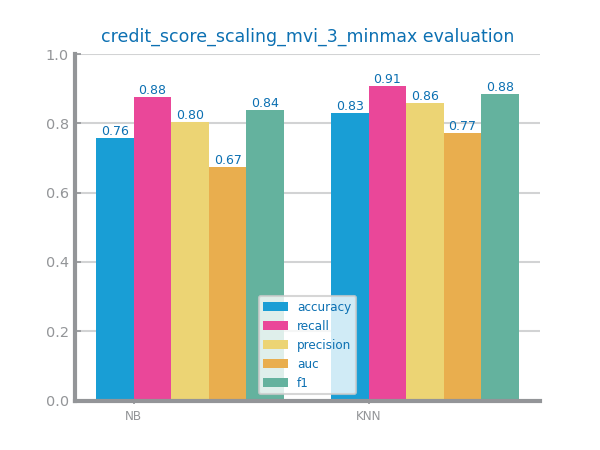 credit_score_scaling_mvi_3_minmax evaluation
1.0
0.8
0.6
0.4
0.2
0.0
0.76
0.88
0.80
0.67
0.84
0.83
0.91
0.86
0.77
0.88
accuracy
recall
precision
auc
f1
NB
KNN